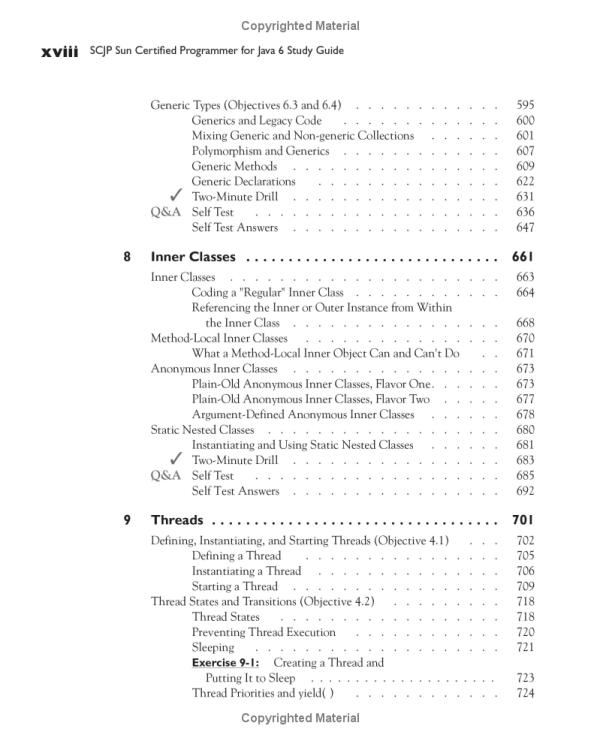 Copyrighted Material
xviii SCJP Sun Certified Programmer for Java 6 Study Guide
Generic Types (Objectives 6.3 and 6.4) . . . . . . . . . . . . 595
Generics and Legacy Code . . . . . . . . . . . . 600
Mixing Generic and Non-generic Collections . . . . . . 601
Polymorphism and Generics . . . . . . . . . . . . 607
Generic Methods . . . . . . . . . . . . . . 609
Generic Declarations . . . . . . . . . . . . . 622
✓ Two-Minute Drill . . . . . . . . . . . . . . 631
Q&A Self Test . . . . . . . . . . . . . . . . . 636
Self Test Answers . . . . . . . . . . . . . . 647
8 Inner Classes . . . . . . . . . . . . . . . . . . . . . . . . . . . . . . 661
Inner Classes . . . . . . . . . . . . . . . . . . 663
Coding a "Regular" Inner Class . . . . . . . . . . . 664
Referencing the Inner or Outer Instance from Within
the Inner Class . . . . . . . . . . . . . . 668
Method-Local Inner Classes . . . . . . . . . . . . . 670
What a Method-Local Inner Object Can and Can't Do . . 671
Anonymous Inner Classes . . . . . . . . . . . . . . 673
Plain-Old Anonymous Inner Classes, Flavor One. . . . . . 673
Plain-Old Anonymous Inner Classes, Flavor Two . . . . . 677
Argument-Defined Anonymous Inner Classes . . . . . . 678
Static Nested Classes . . . . . . . . . . . . . . . . 680
Instantiating and Using Static Nested Classes . . . . . . 681
✓ Two-Minute Drill . . . . . . . . . . . . . . 683
Q&A Self Test . . . . . . . . . . . . . . . . . 685
Self Test Answers . . . . . . . . . . . . . . 692
9 Threads . . . . . . . . . . . . . . . . . . . . . . . . . . . . . . . . . . 701
Defining, Instantiating, and Starting Threads (Objective 4.1) . . . 702
Defining a Thread . . . . . . . . . . . . . . 705
Instantiating a Thread . . . . . . . . . . . . . 706
Starting a Thread . . . . . . . . . . . . . . 709
Thread States and Transitions (Objective 4.2) . . . . . . . . . 718
Thread States . . . . . . . . . . . . . . . 718
Preventing Thread Execution . . . . . . . . . . . 720
Sleeping . . . . . . . . . . . . . . . . . 721
Exercise 9-1: Creating a Thread and
Putting It to Sleep . . . . . . . . . . . . . . . . . . . 723
Thread Priorities and yield( ) . . . . . . . . . . . . 724
Copyrighted Material